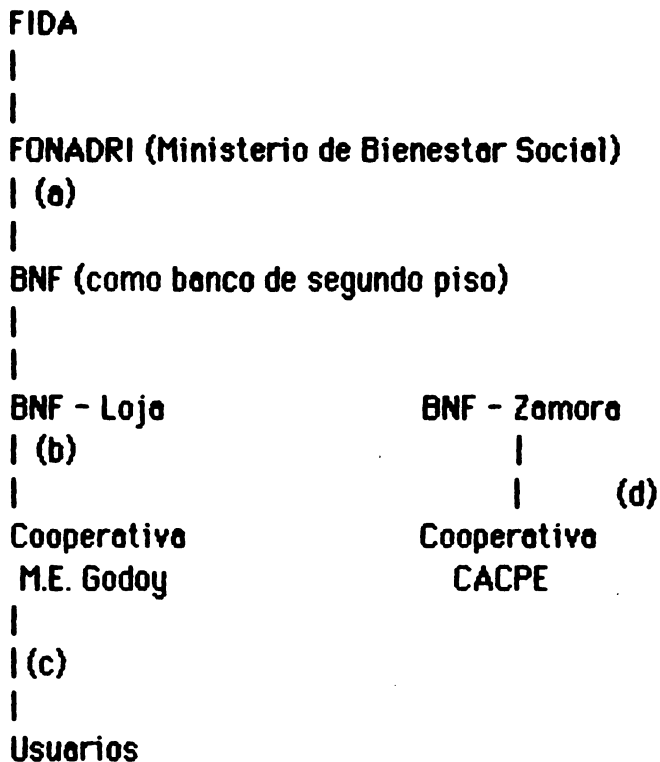 FIDA
|
|
FONADRI (Ministerio de Bienestar Social)
| (a)
|
BNF (como banco de segundo piso)
|
|
BNF - Loja BNF - Zamora
| (b) |
| | (d)
Cooperativa Cooperativa
M.E. Godoy CACPE
|
| (c)
|
Usuarios